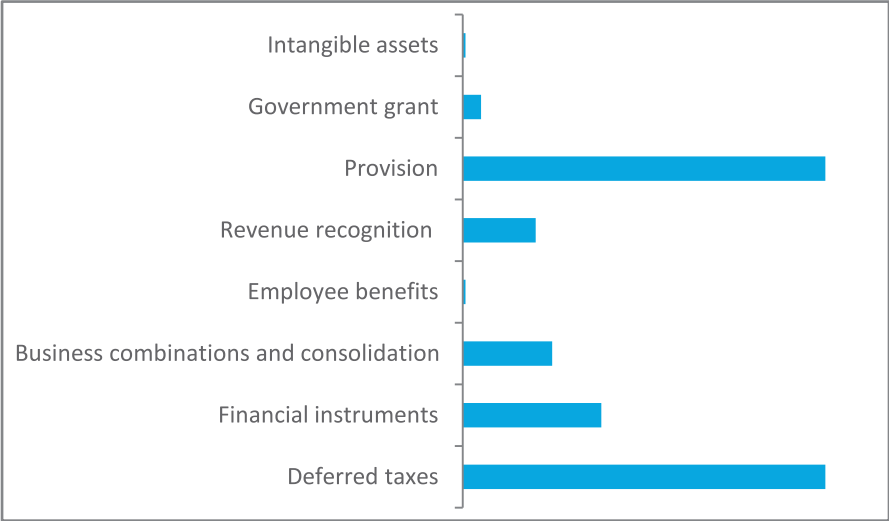 Intangible assets
Government grant
Provision
Revenue recognition
Employee benefits
Business combinations and consolidation
Financial instruments
Deferred taxes